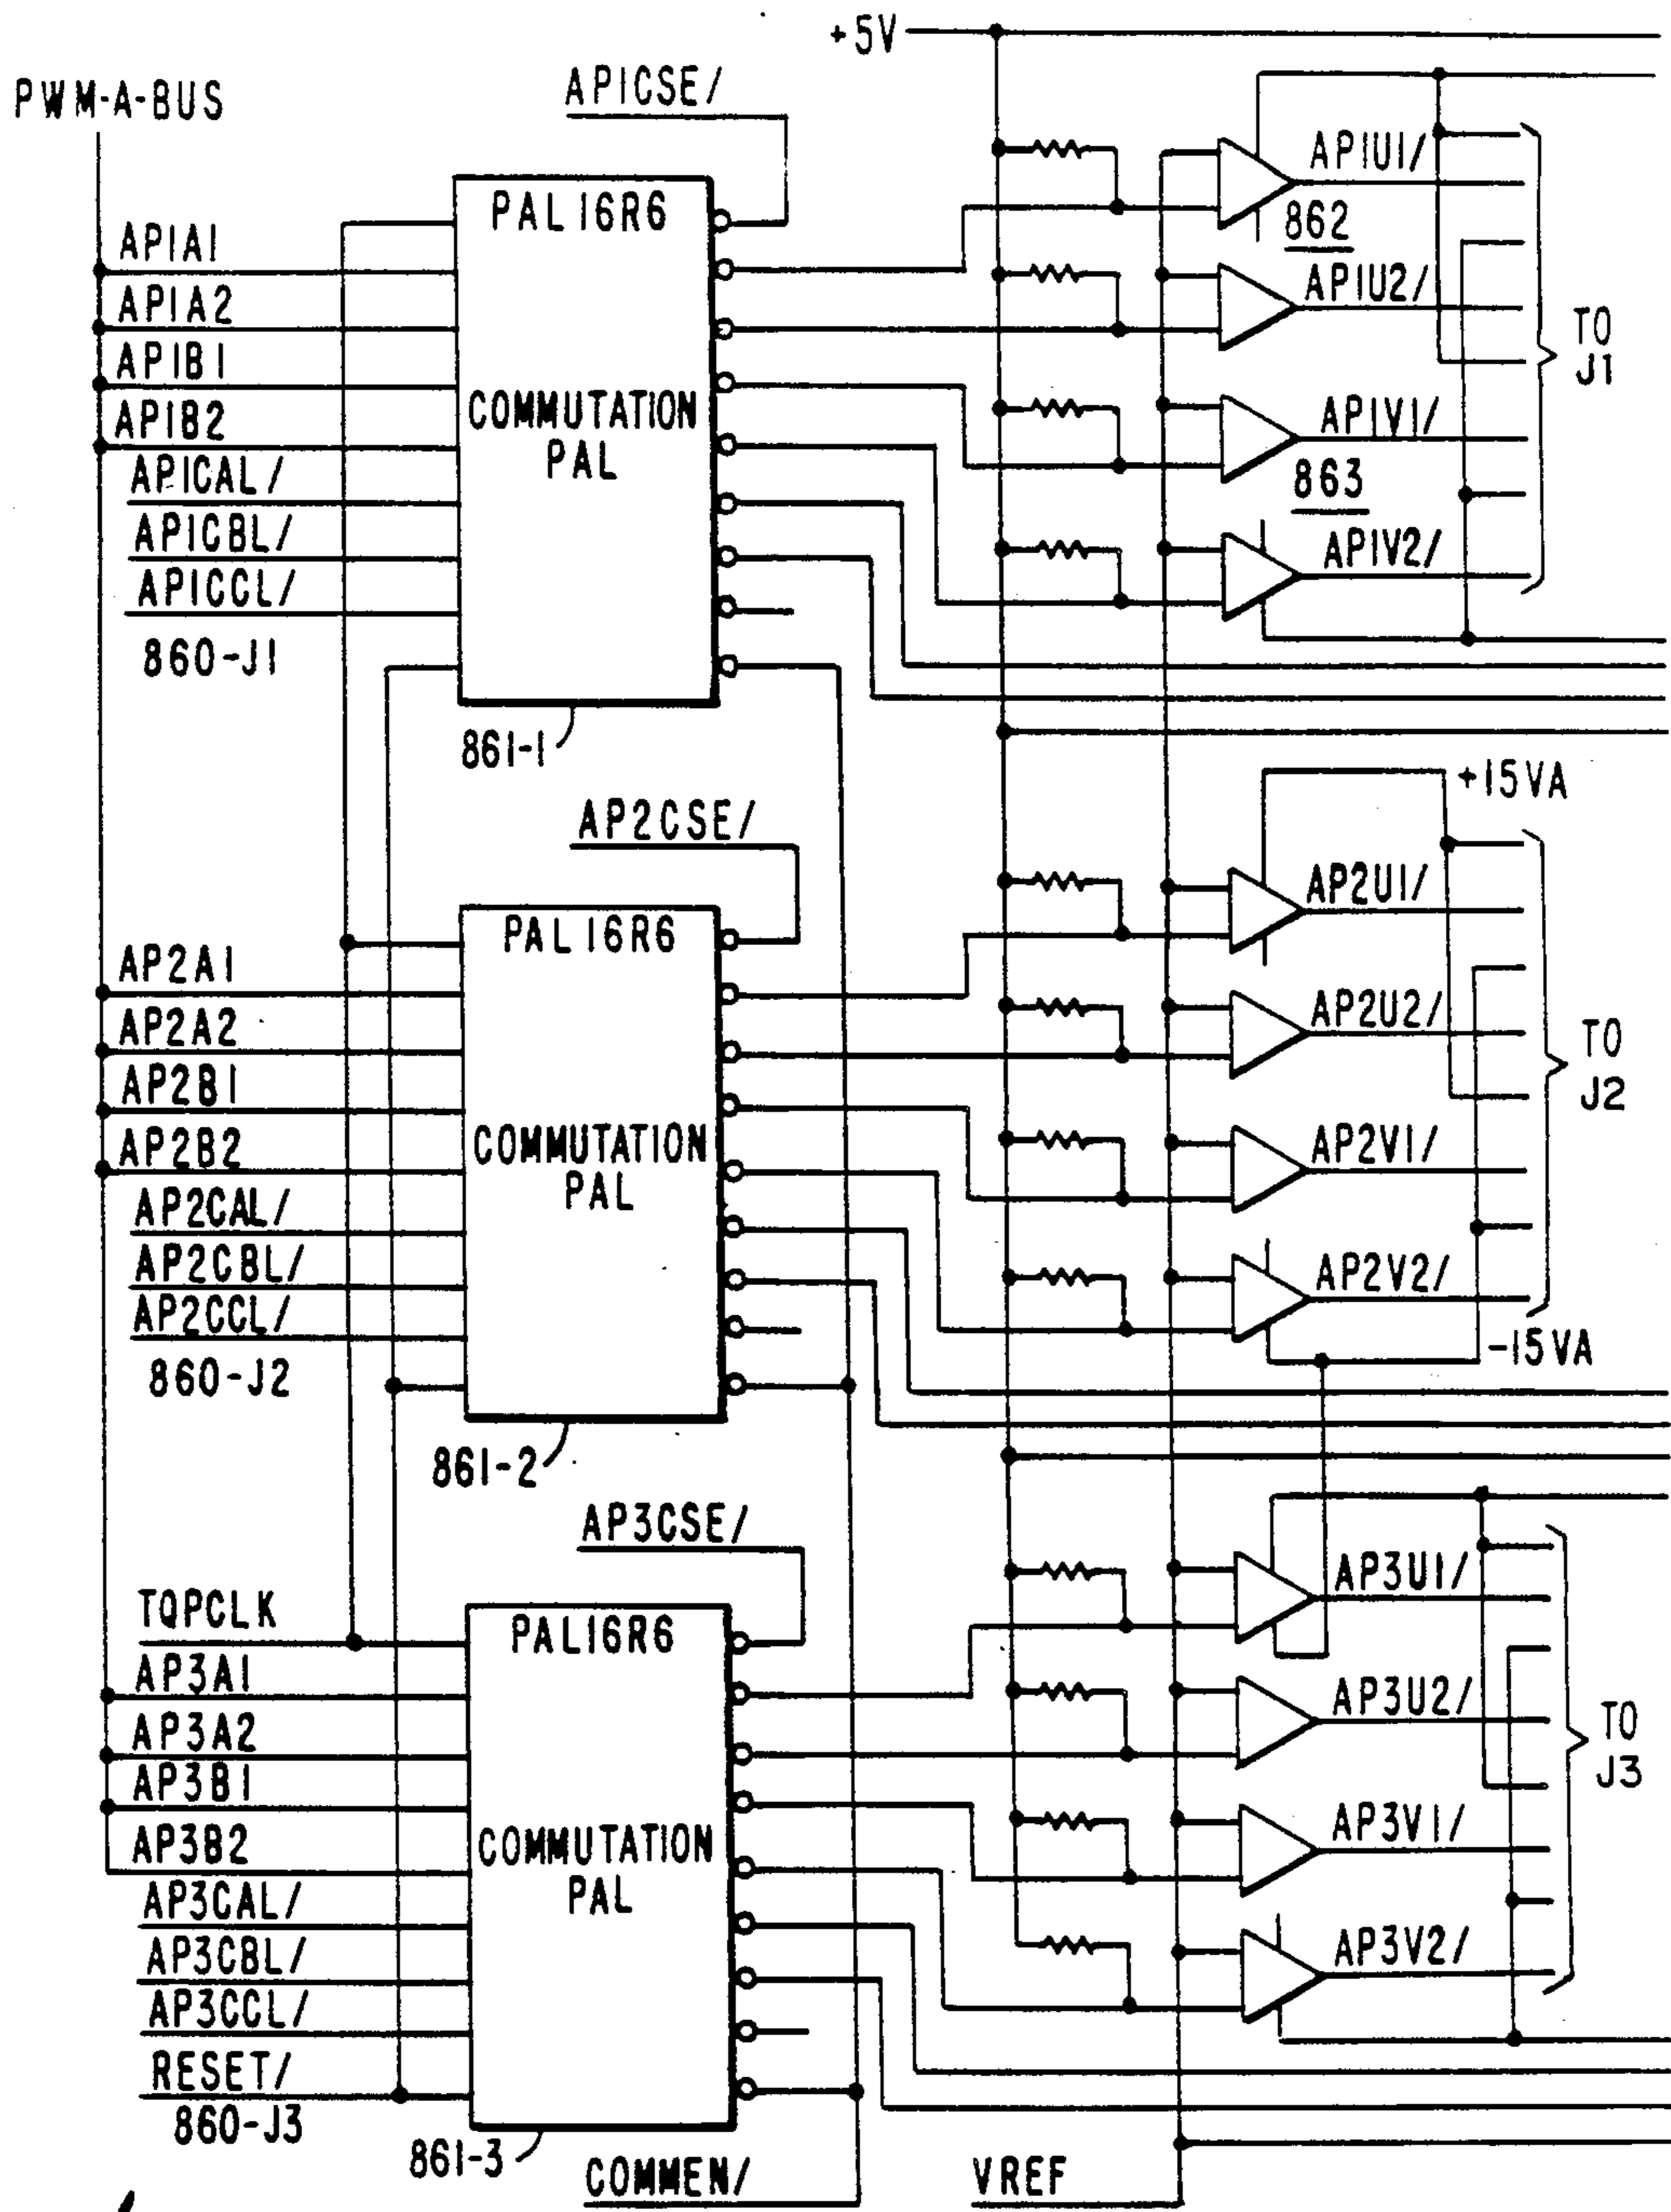 +5V
PWM-A-BUS
AP1CSE/
PAL16R6
AP1A1
AP1A2
AP1B1
AP1B2
AP1CAL/
AP1CBL/
AP1CCL/
860-J1
COMMUTATION
PAL
861-1
AP1U1/
862
AP1U2/
AP1V1/
863
AP1V2/
TO
J1
+15VA
AP2CSE/
PAL16R6
AP2A1
AP2A2
AP2B1
AP2B2
AP2CAL/
AP2CBL/
AP2CCL/
860-J2
COMMUTATION
PAL
861-2
AP2U1/
AP2U2/
AP2V1/
AP2V2/
TO
J2
-15VA
AP3CSE/
TQPCLK
PAL16R6
AP3A1
AP3A2
AP3B1
AP3B2
AP3CAL/
AP3CBL/
AP3CCL/
RESET/
860-J3
COMMUTATION
PAL
861-3
AP3U1/
AP3U2/
AP3V1/
AP3V2/
TO
J3
COMMEN/
VREF